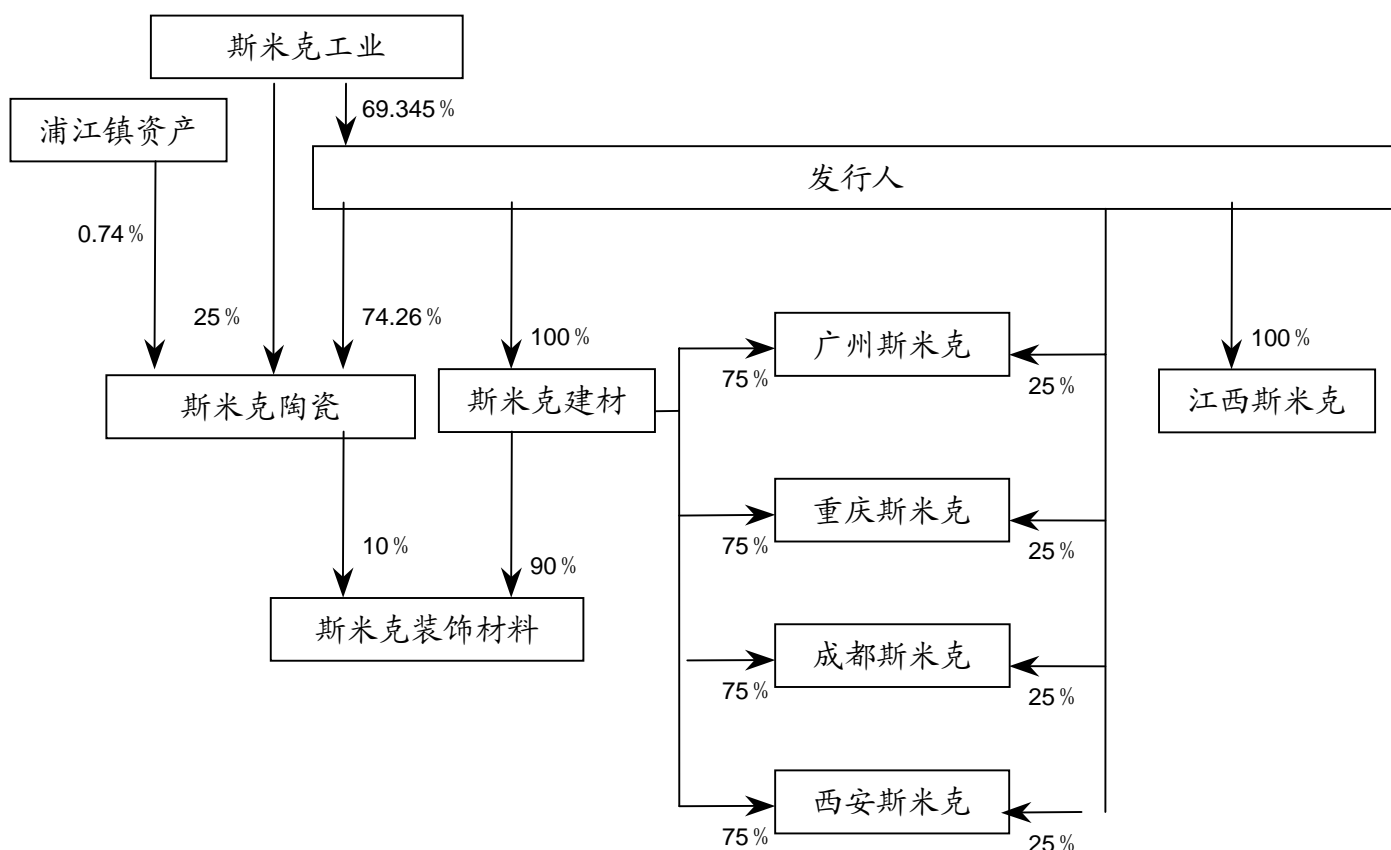 斯米克工业
69.345%
浦江镇资产
发行人
0.74%
25%
74.26%
100%
广州斯米克
100%
75%
25%
斯米克陶瓷
斯米克建材
江西斯米克
重庆斯米克
10%
90%
75%
25%
斯米克装饰材料
成都斯米克
75%
25%
西安斯米克
75%
25%